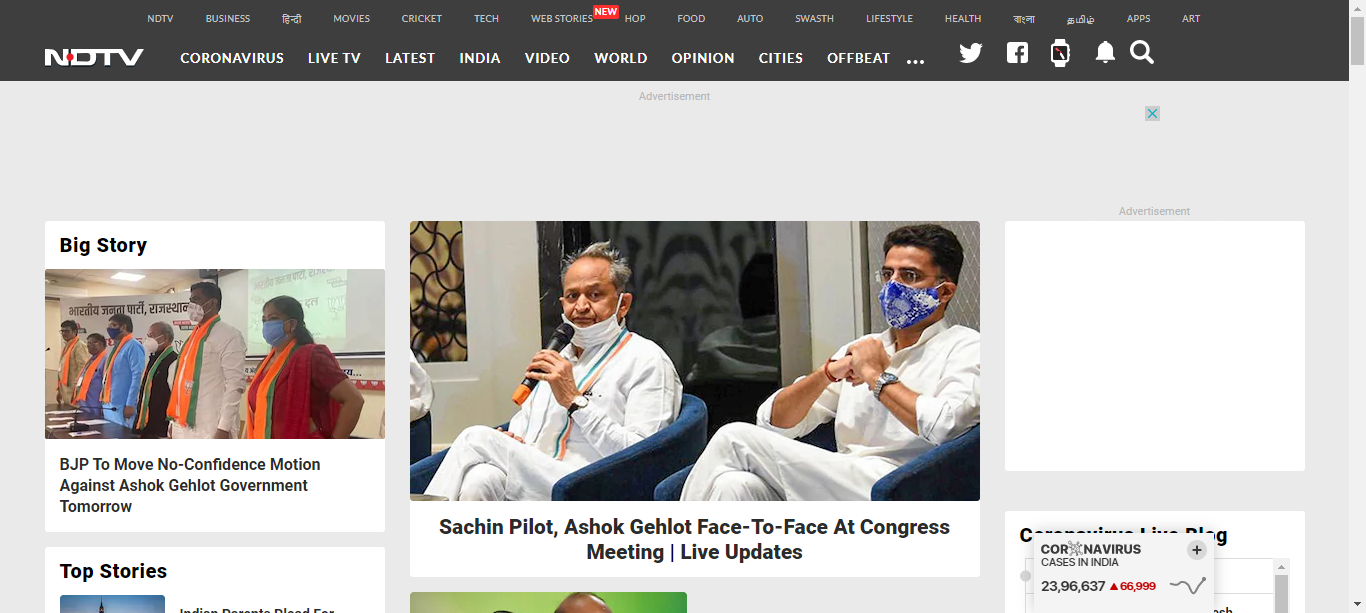 NDTV BUSINESS हिन्दी MOVIES CRICKET TECH WEB STORIES NEW HOP FOOD AUTO SWASTH LIFESTYLE HEALTH বাংলা தமிழ் APPS ART
NDTV CORONAVIRUS LIVE TV LATEST INDIA VIDEO WORLD OPINION CITIES OFFBEAT ...
Advertisement
Advertisement
Big Story
भारतीय जनता पार्टी, राजस्थान
BJP To Move No-Confidence Motion
Against Ashok Gehlot Government
Tomorrow
Top Stories
Sachin Pilot, Ashok Gehlot Face-To-Face At Congress
Meeting | Live Updates
Coronavirus Live Blog
CORONAVIRUS
CASES IN INDIA
23,96,637 66,999
Indian Parents Plead For